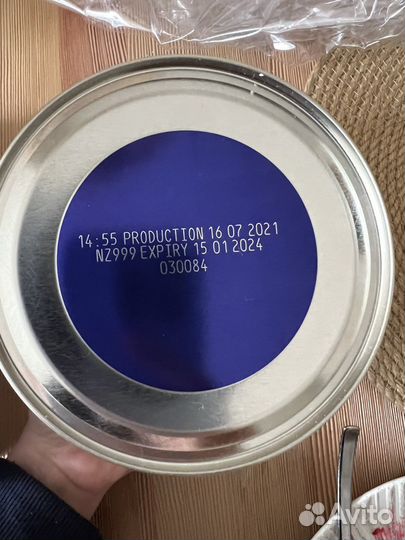 14:55 PRODUCTION 16 07 2021
NZ999 EXPIRY 15 01 2024
030084
Avito